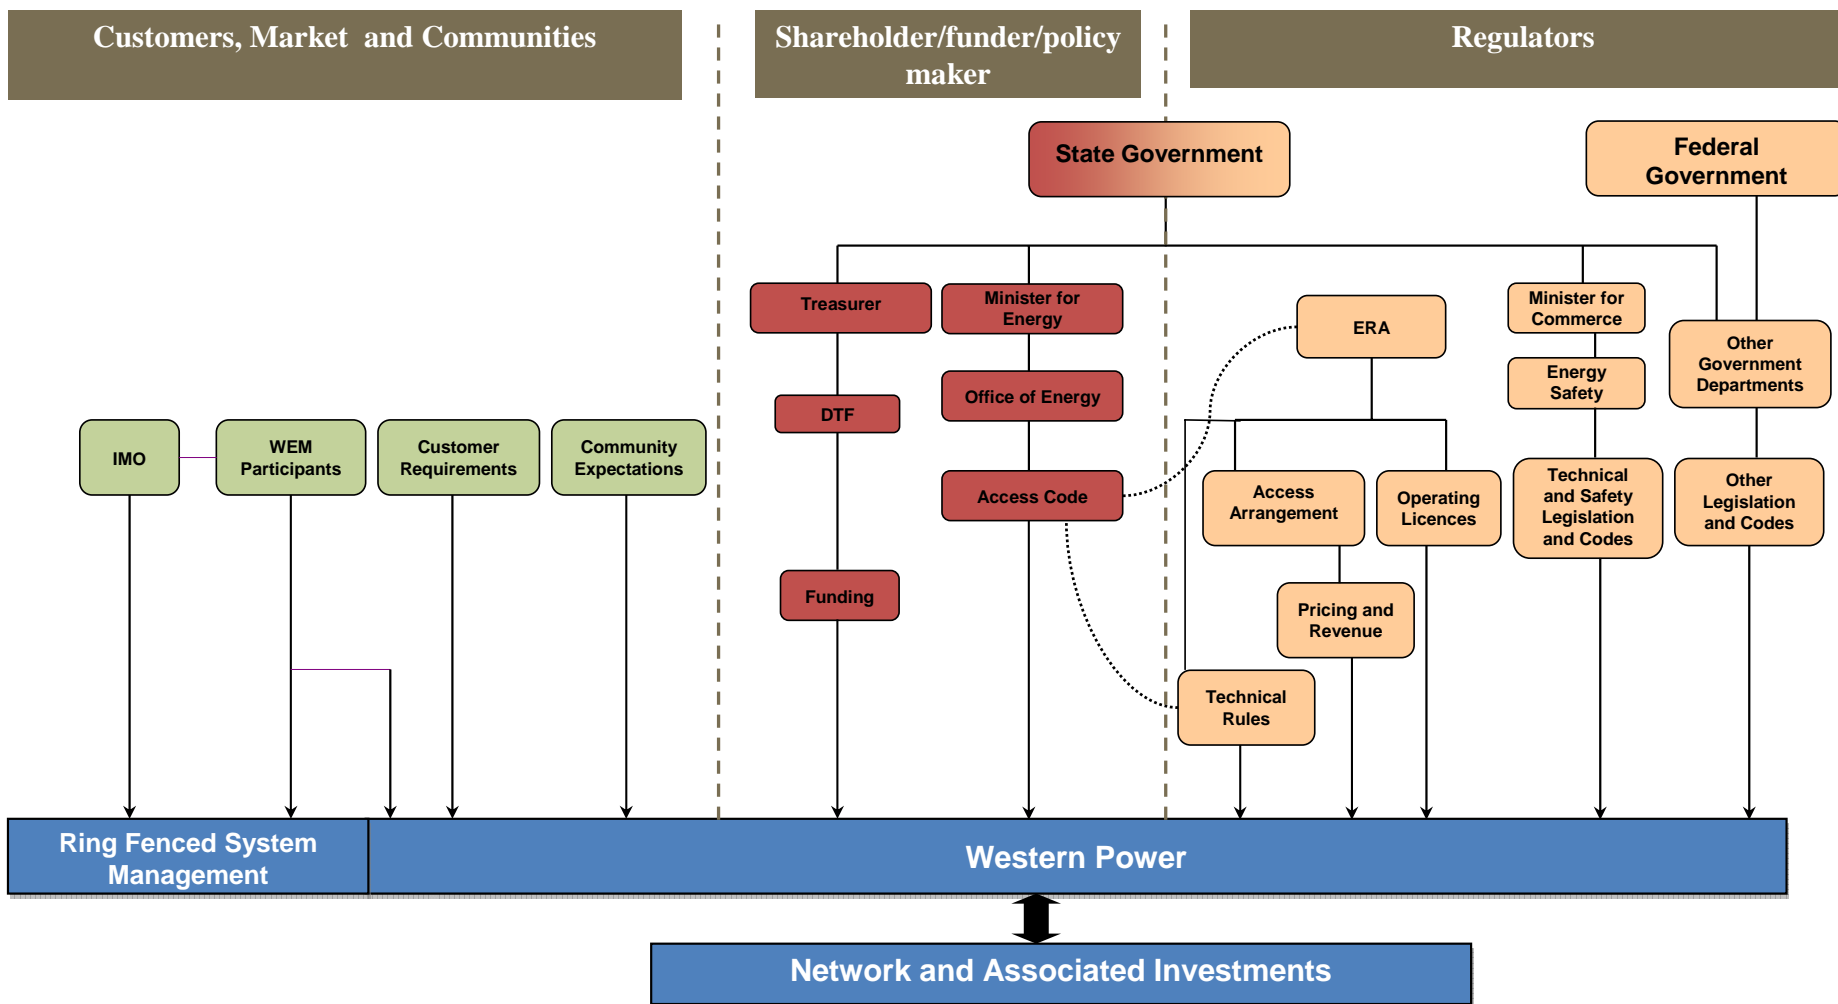 Customers, Market and Communities
Shareholder/funder/policy
maker
Regulators
State Government
Federal
Government
Treasurer
Minister for
Energy
ERA
Minister for
Commerce
Other
Government
Departments
Energy
Safety
DTF
Office of Energy
IMO
WEM
Participants
Customer
Requirements
Community
Expectations
Access Code
Access
Arrangement
Operating
Licences
Technical
and Safety
Legislation
and Codes
Other
Legislation
and Codes
Funding
Pricing and
Revenue
Technical
Rules
Ring Fenced System
Management
Western Power
Network and Associated Investments